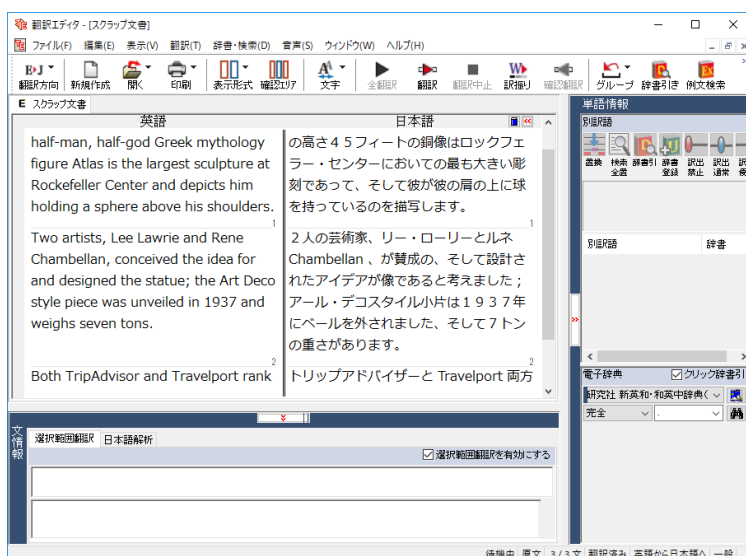 翻訳エディタ - [スクラップ文書]
ファイル(F) 編集(E) 表示(V) 翻訳(T) 辞書・検索(D) 音声(S) ウィンドウ(W) ヘルプ(H)
E›J
翻訳方向 新規作成 開く 印刷 表示形式 確認エリア 文字 全翻訳 翻訳 翻訳中止 訳振り 確認翻訳 グループ 辞書引き 例文検索
E スクラップ文書
英語 日本語
half-man, half-god Greek mythology
figure Atlas is the largest sculpture at
Rockefeller Center and depicts him
holding a sphere above his shoulders.
1
の高さ４５フィートの銅像はロックフェ
ラー・センターにおいての最も大きい彫
刻であって、そして彼が彼の肩の上に球
を持っているのを描写します。
1
Two artists, Lee Lawrie and Rene
Chambellan, conceived the idea for
and designed the statue; the Art Deco
style piece was unveiled in 1937 and
weighs seven tons.
2
２人の芸術家、リー・ローリーとルネ
Chambellan 、が賛成の、そして設計さ
れたアイデアが像であると考えました；
アール・デコスタイル小片は１９３７年
にベールを外されました、そして７トン
の重さがあります。
2
Both TripAdvisor and Travelport rank
トリップアドバイザーと Travelport 両方
単語情報
別訳語
置換 検索全置 辞書引 辞書登録 訳出禁止 訳出通常
別訳語 辞書
電子辞典 クリック辞書引
研究社 新英和・和英中辞典(
完全 .
文情報
選択範囲翻訳 日本語解析
選択範囲翻訳を有効にする
待機中 原文 3/3文 翻訳済み 英語から日本語へ 一般